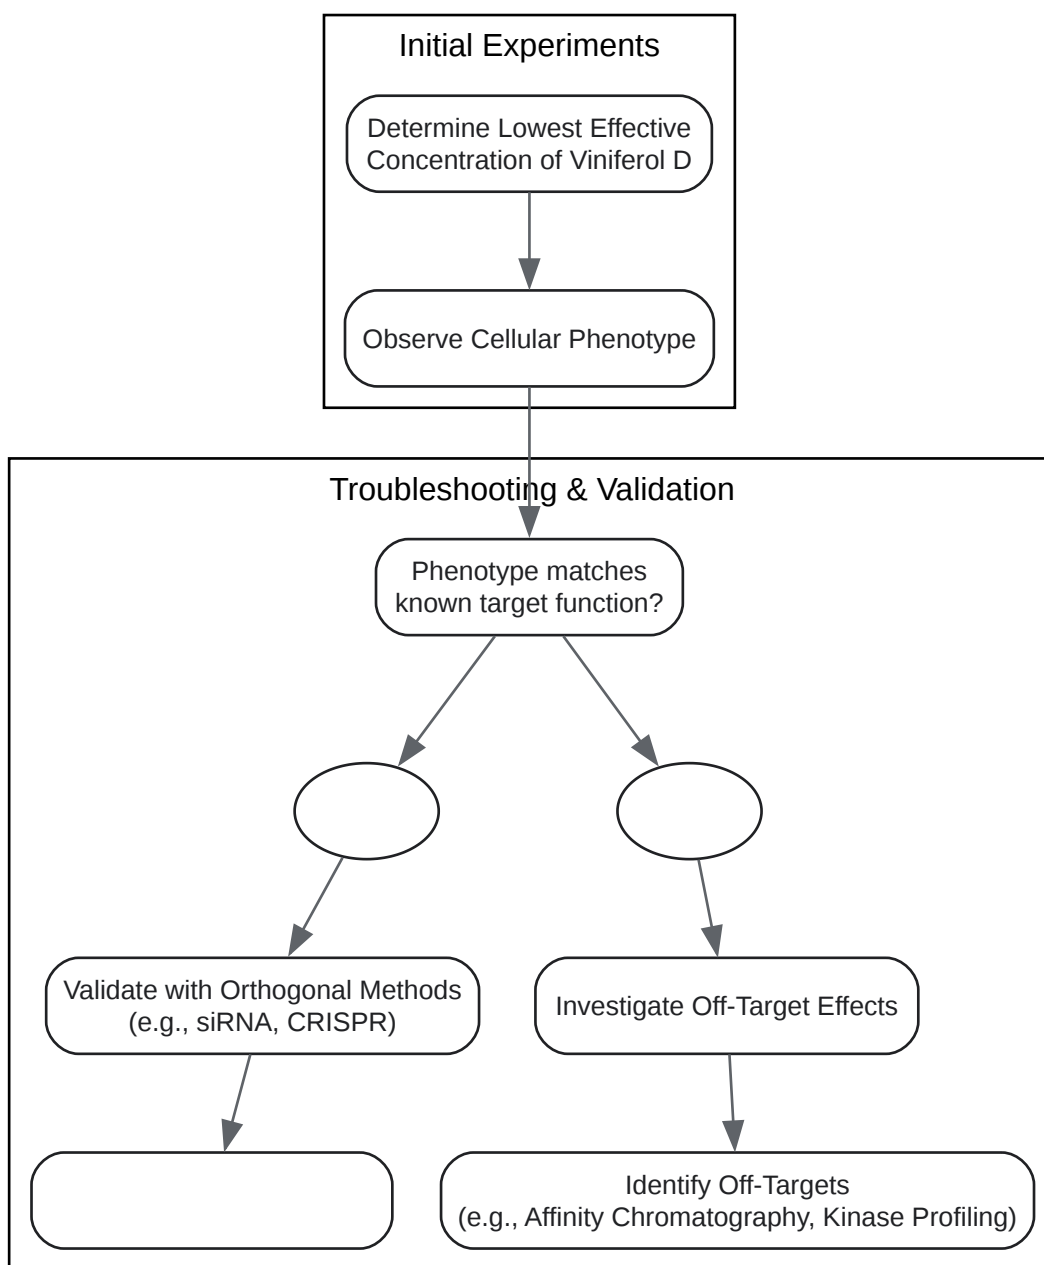 Initial Experiments
Determine Lowest Effective
Concentration of Viniferol D
Observe Cellular Phenotype
Troubleshooting & Validation
Phenotype matches
known target function?
Validate with Orthogonal Methods
(e.g., siRNA, CRISPR)
Investigate Off-Target Effects
Identify Off-Targets
(e.g., Affinity Chromatography, Kinase Profiling)